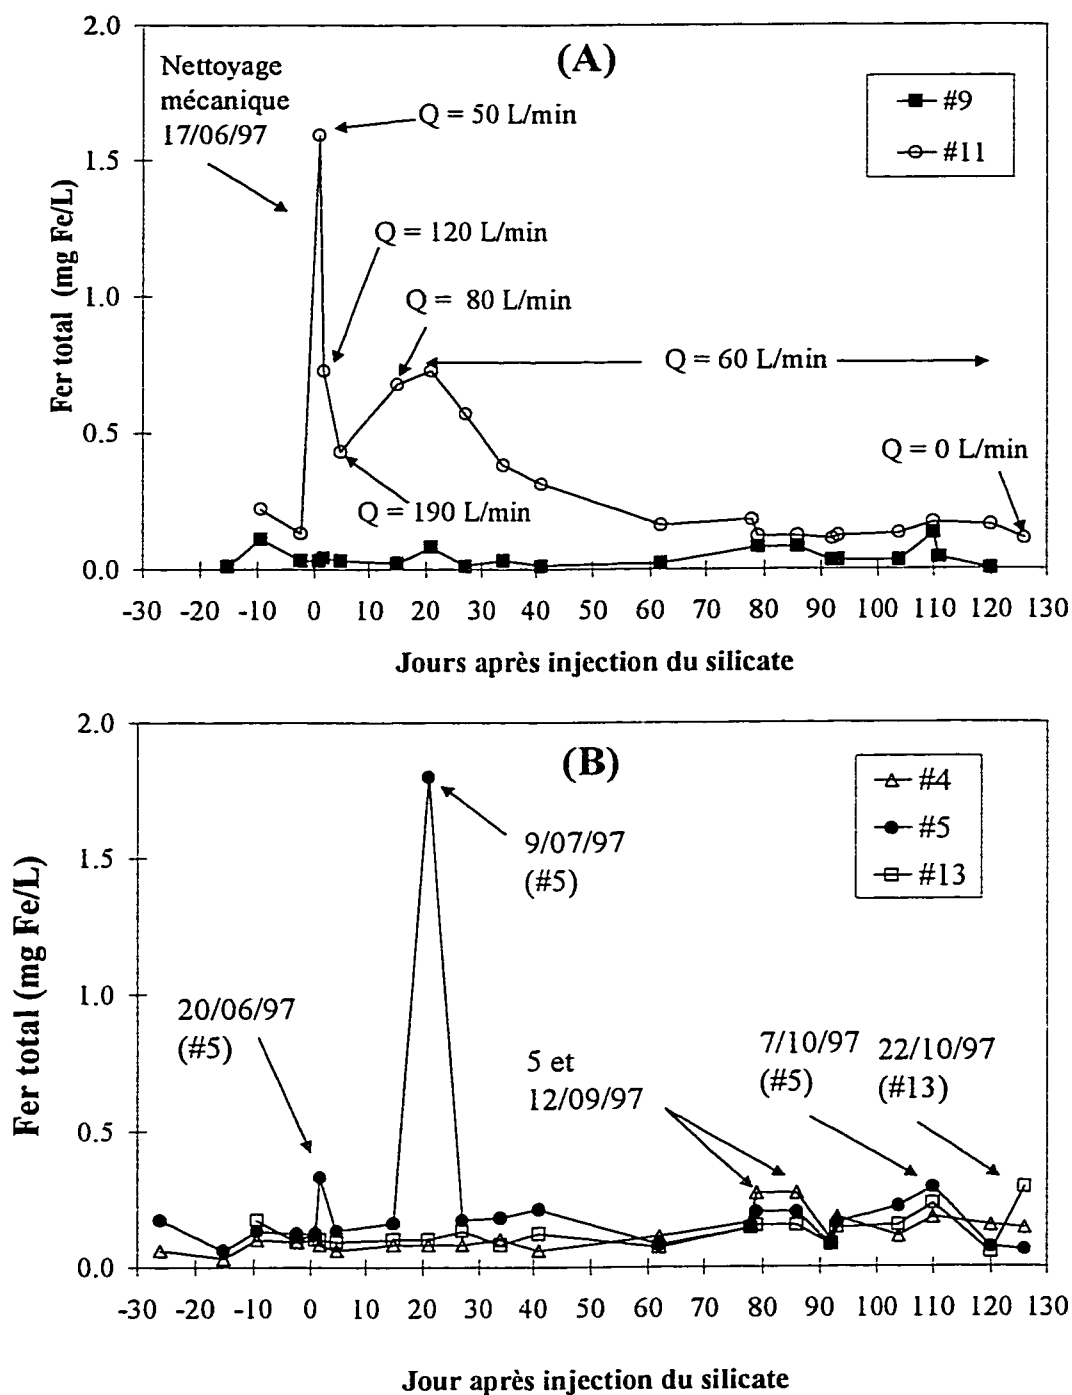 2.0
(A)
Nettoyage
mécanique
17/06/97
Q = 50 L/min
#9
#11
1.5
Q = 120 L/min
Q = 80 L/min
1.0
Q = 60 L/min
0.5
Q = 0 L/min
Q = 190 L/min
0.0
Fer total (mg Fe/L)
-30 -20 -10 0 10 20 30 40 50 60 70 80 90 100 110 120 130
Jours après injection du silicate
2.0
(B)
#4
#5
#13
9/07/97
(#5)
1.5
1.0
20/06/97
(#5)
5 et
12/09/97
7/10/97
(#5)
22/10/97
(#13)
0.5
0.0
Fer total (mg Fe/L)
-30 -20 -10 0 10 20 30 40 50 60 70 80 90 100 110 120 130
Jour après injection du silicate